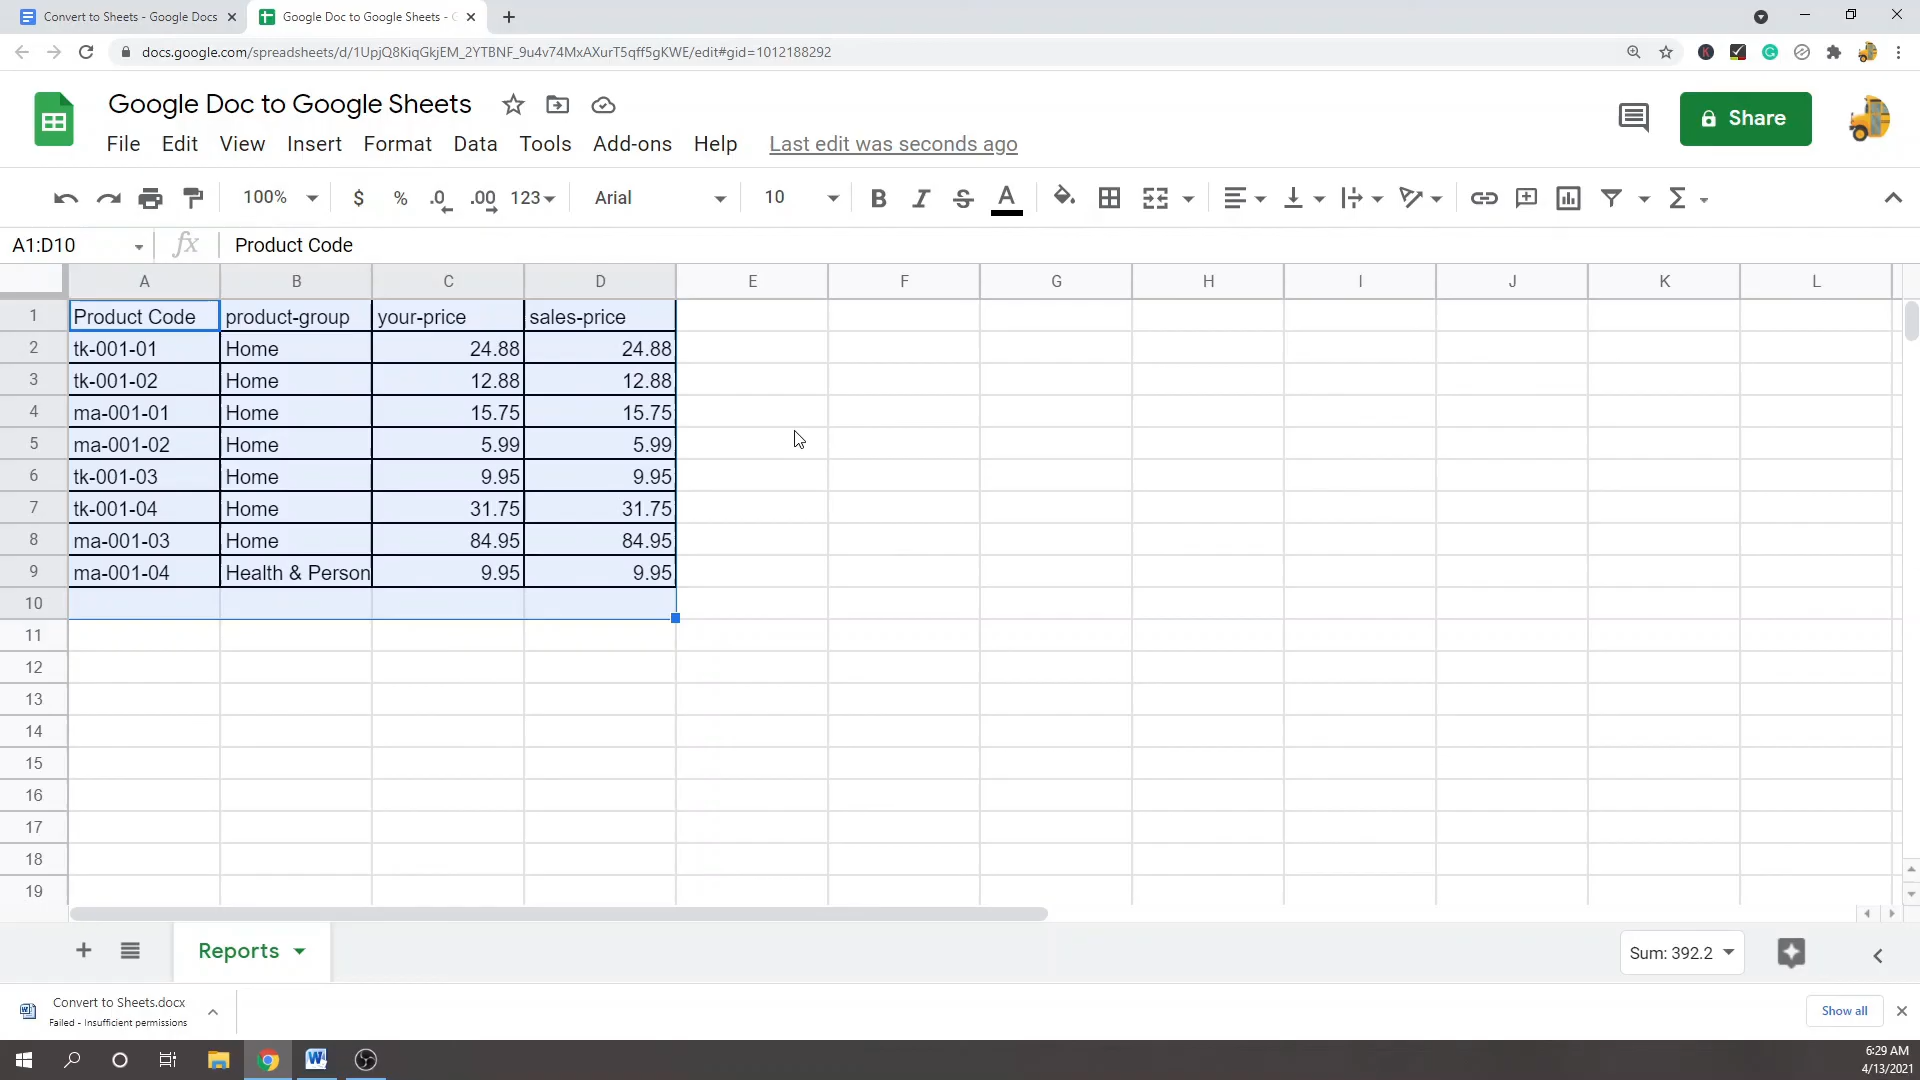 Convert to Sheets - Google Docs
Google Doc to Google Sheets - G
docs.google.com/spreadsheets/d/1UpjQ8KiqGkjEM_2YTBNF_9u4v74MxAXurT5qff5gKWE/edit#gid=1012188292
Google Doc to Google Sheets
File Edit View Insert Format Data Tools Add-ons Help Last edit was seconds ago
Share
100% $ % .0 .00 123 Arial 10 B I S A Σ
A1:D10 fx Product Code
A B C D E F G H I J K L
1 Product Code product-group your-price sales-price
2 tk-001-01 Home 24.88 24.88
3 tk-001-02 Home 12.88 12.88
4 ma-001-01 Home 15.75 15.75
5 ma-001-02 Home 5.99 5.99
6 tk-001-03 Home 9.95 9.95
7 tk-001-04 Home 31.75 31.75
8 ma-001-03 Home 84.95 84.95
9 ma-001-04 Health & Person 9.95 9.95
10
11
12
13
14
15
16
17
18
19
Reports
Sum: 392.2
Convert to Sheets.docx
Failed - Insufficient permissions
Show all
6:29 AM
4/13/2021